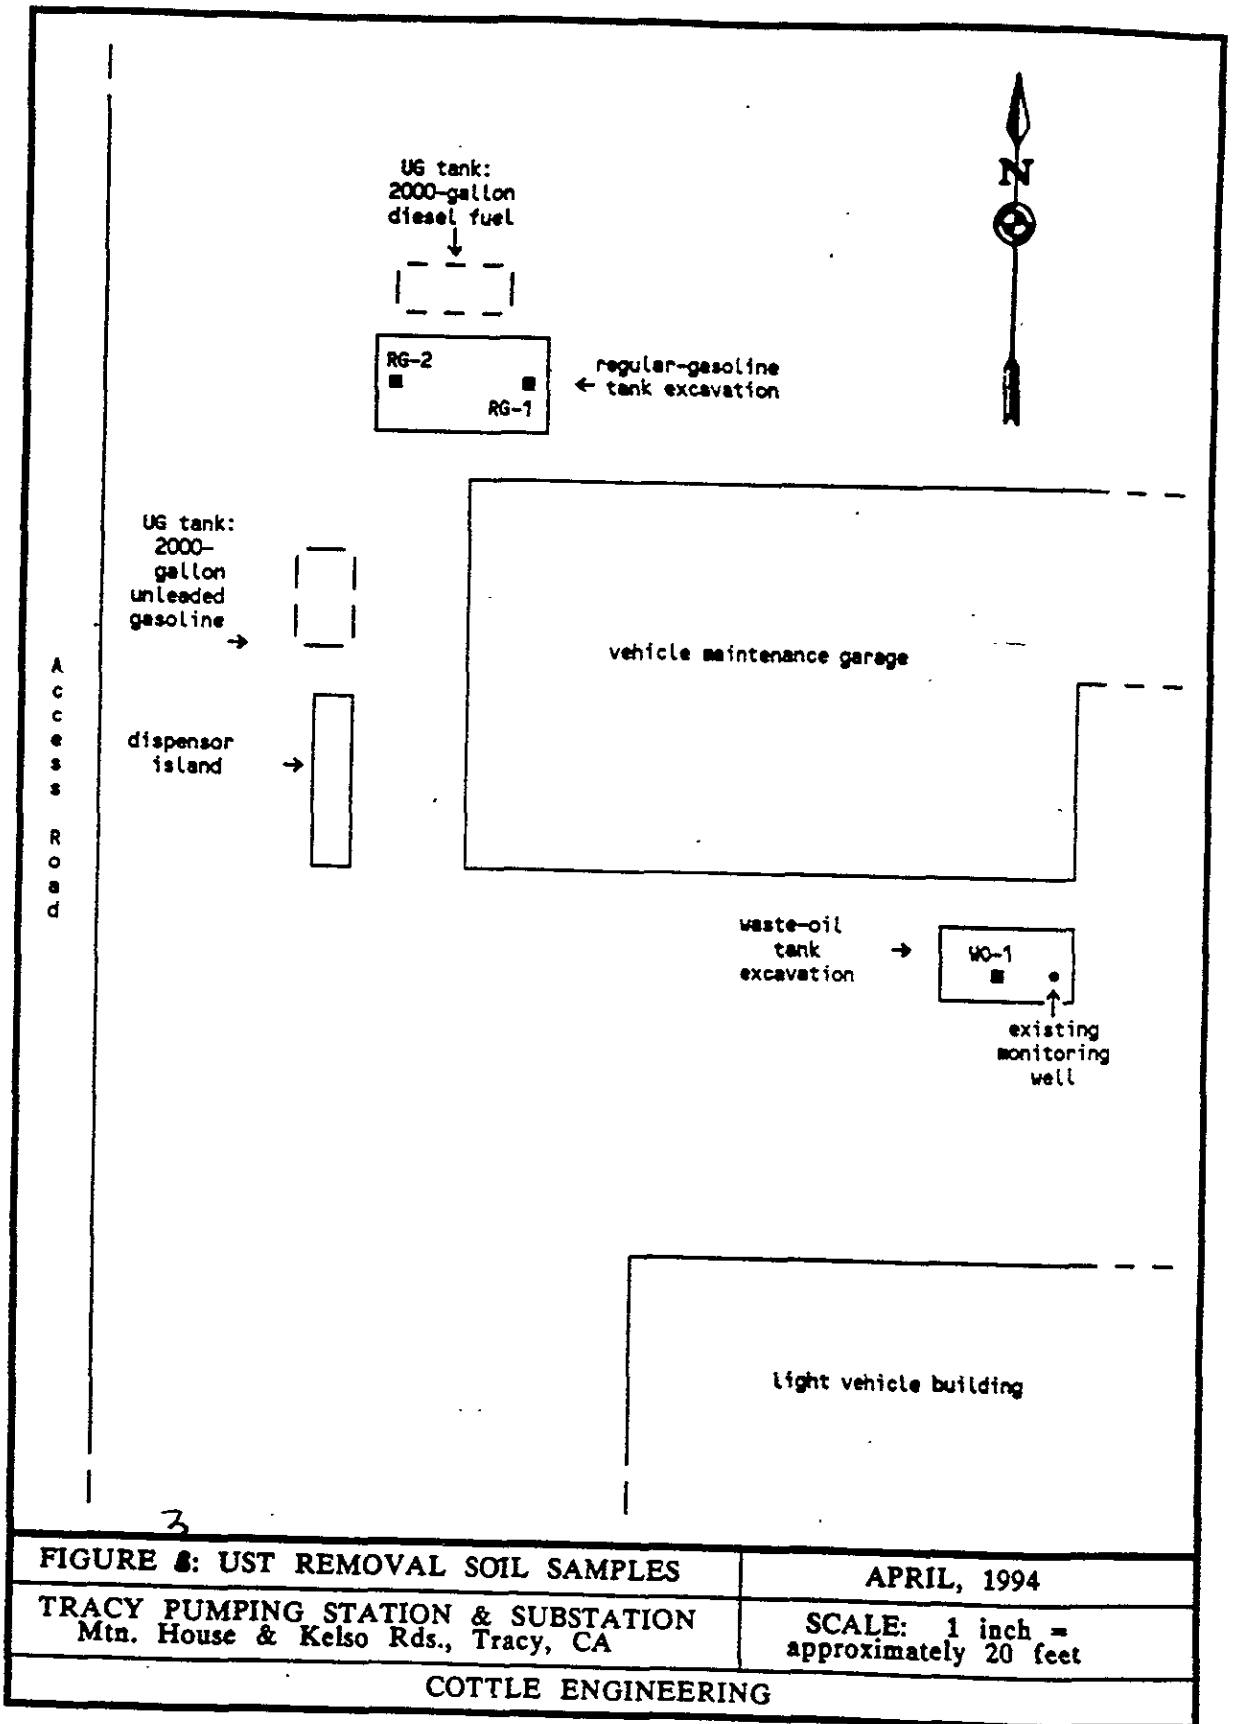 UG tank:
2000-gallon
diesel fuel
N
RG-2
RG-1
regular-gasoline
← tank excavation
UG tank:
2000-
gallon
unleaded
gasoline
vehicle maintenance garage
Access Road
dispensor
island
waste-oil
tank
excavation
WO-1
existing
monitoring
well
light vehicle building
3
FIGURE : UST REMOVAL SOIL SAMPLES
APRIL, 1994
TRACY PUMPING STATION & SUBSTATION
Mtn. House & Kelso Rds., Tracy, CA
SCALE: 1 inch =
approximately 20 feet
COTTLE ENGINEERING